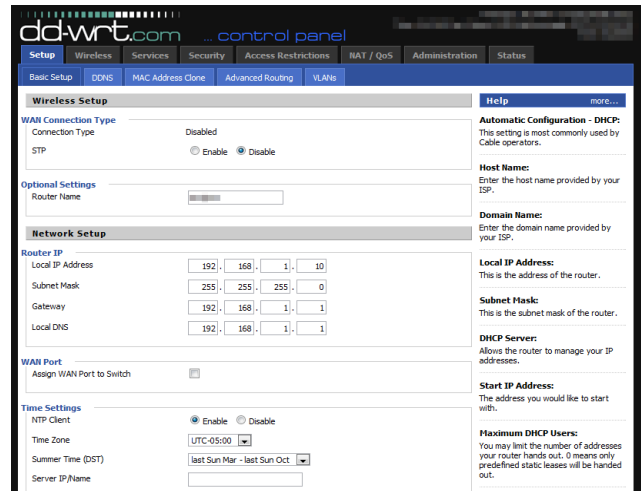 dd-wrt.com ... control panel
Setup Wireless Services Security Access Restrictions NAT / QoS Administration Status
Basic Setup DDNS MAC Address Clone Advanced Routing VLANs
Wireless Setup
WAN Connection Type
Connection Type Disabled
STP Enable Disable
Optional Settings
Router Name
Network Setup
Router IP
Local IP Address 192. 168. 1. 10
Subnet Mask 255. 255. 255. 0
Gateway 192. 168. 1. 1
Local DNS 192. 168. 1. 1
WAN Port
Assign WAN Port to Switch
Time Settings
NTP Client Enable Disable
Time Zone UTC-05:00
Summer Time (DST) last Sun Mar - last Sun Oct
Server IP/Name
Help more...
Automatic Configuration - DHCP:
This setting is most commonly used by
Cable operators.
Host Name:
Enter the host name provided by your
ISP.
Domain Name:
Enter the domain name provided by
your ISP.
Local IP Address:
This is the address of the router.
Subnet Mask:
This is the subnet mask of the router.
DHCP Server:
Allows the router to manage your IP
addresses.
Start IP Address:
The address you would like to start
with.
Maximum DHCP Users:
You may limit the number of addresses
your router hands out. 0 means only
predefined static leases will be handed
out.